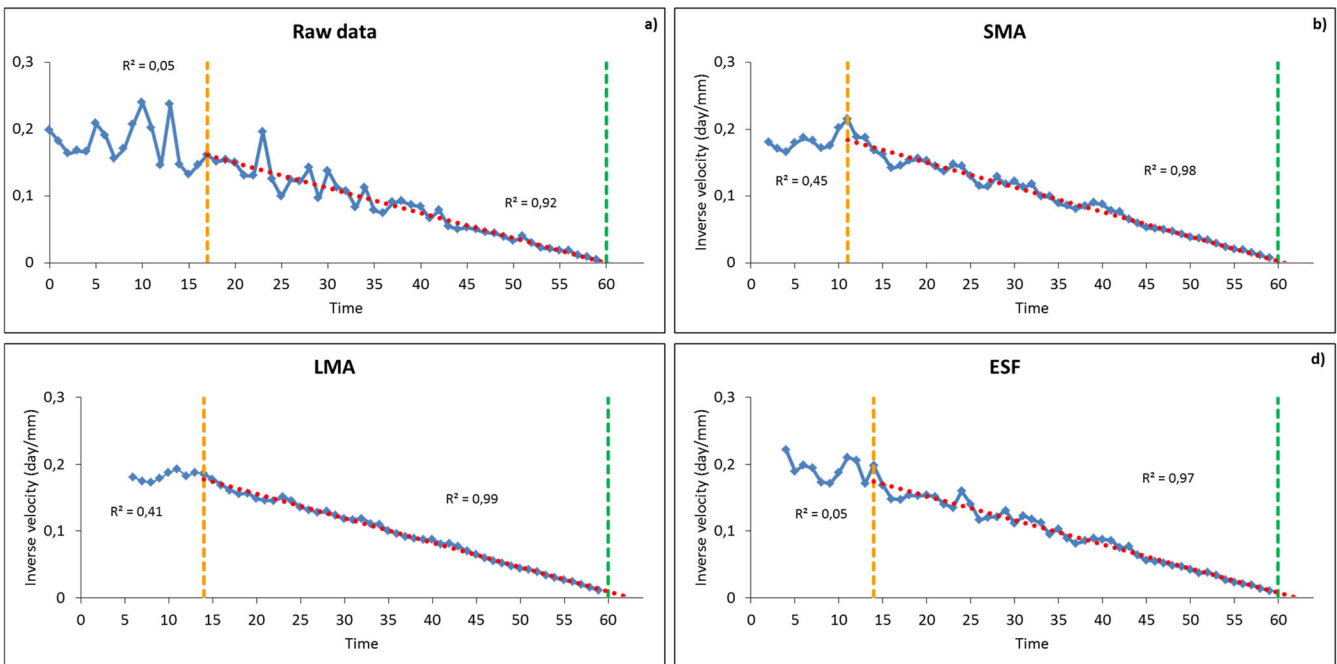 Raw data
a)
R² = 0,05
R² = 0,92
0,3
0,2
0,1
0
Inverse velocity (day/mm)
0 5 10 15 20 25 30 35 40 45 50 55 60
Time
SMA
b)
R² = 0,45
R² = 0,98
0,3
0,2
0,1
0
Inverse velocity (day/mm)
0 5 10 15 20 25 30 35 40 45 50 55 60
Time
LMA
R² = 0,41
R² = 0,99
0,3
0,2
0,1
0
Inverse velocity (day/mm)
0 5 10 15 20 25 30 35 40 45 50 55 60
Time
ESF
d)
R² = 0,05
R² = 0,97
0,3
0,2
0,1
0
Inverse velocity (day/mm)
0 5 10 15 20 25 30 35 40 45 50 55 60
Time